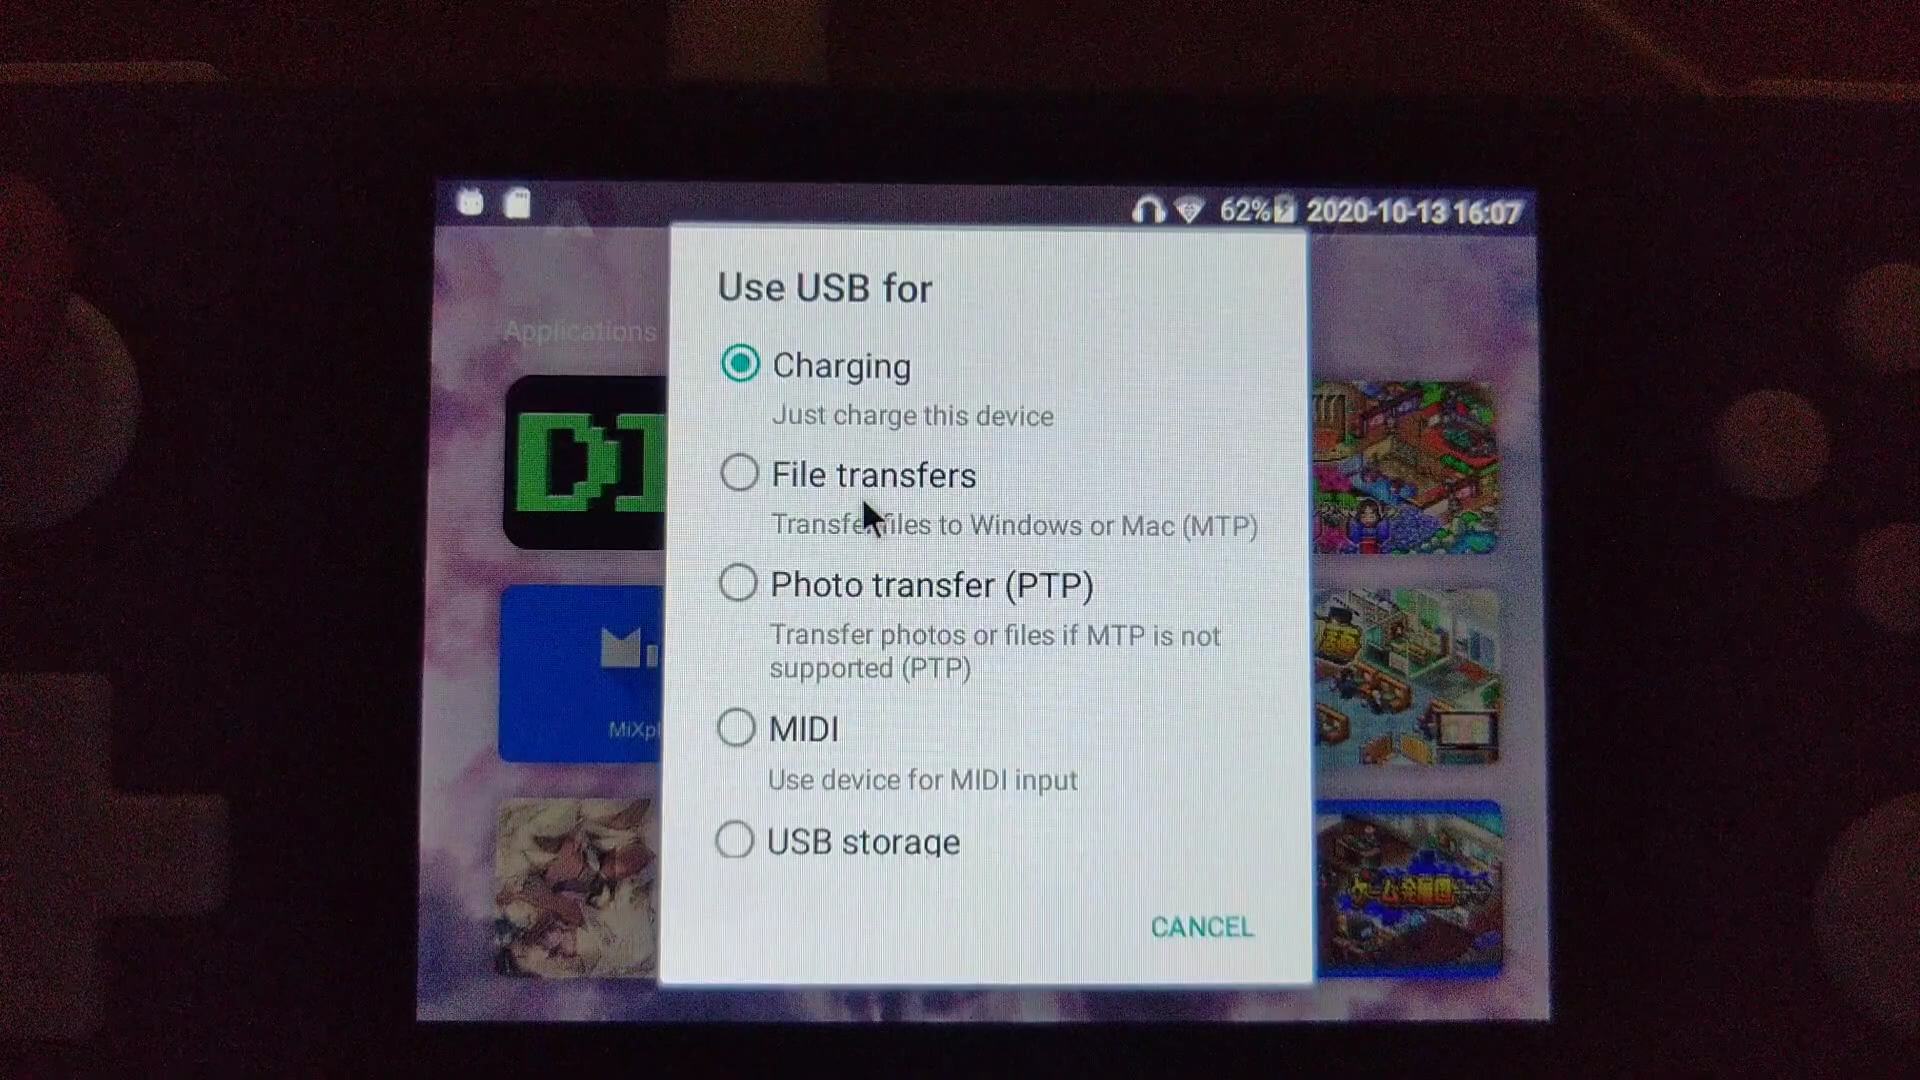 62% 2020-10-13 16:07
Use USB for
Applications
Charging
Just charge this device
File transfers
Transfer files to Windows or Mac (MTP)
Photo transfer (PTP)
Transfer photos or files if MTP is not
supported (PTP)
MIDI
Use device for MIDI input
MiXpl
USB storage
CANCEL